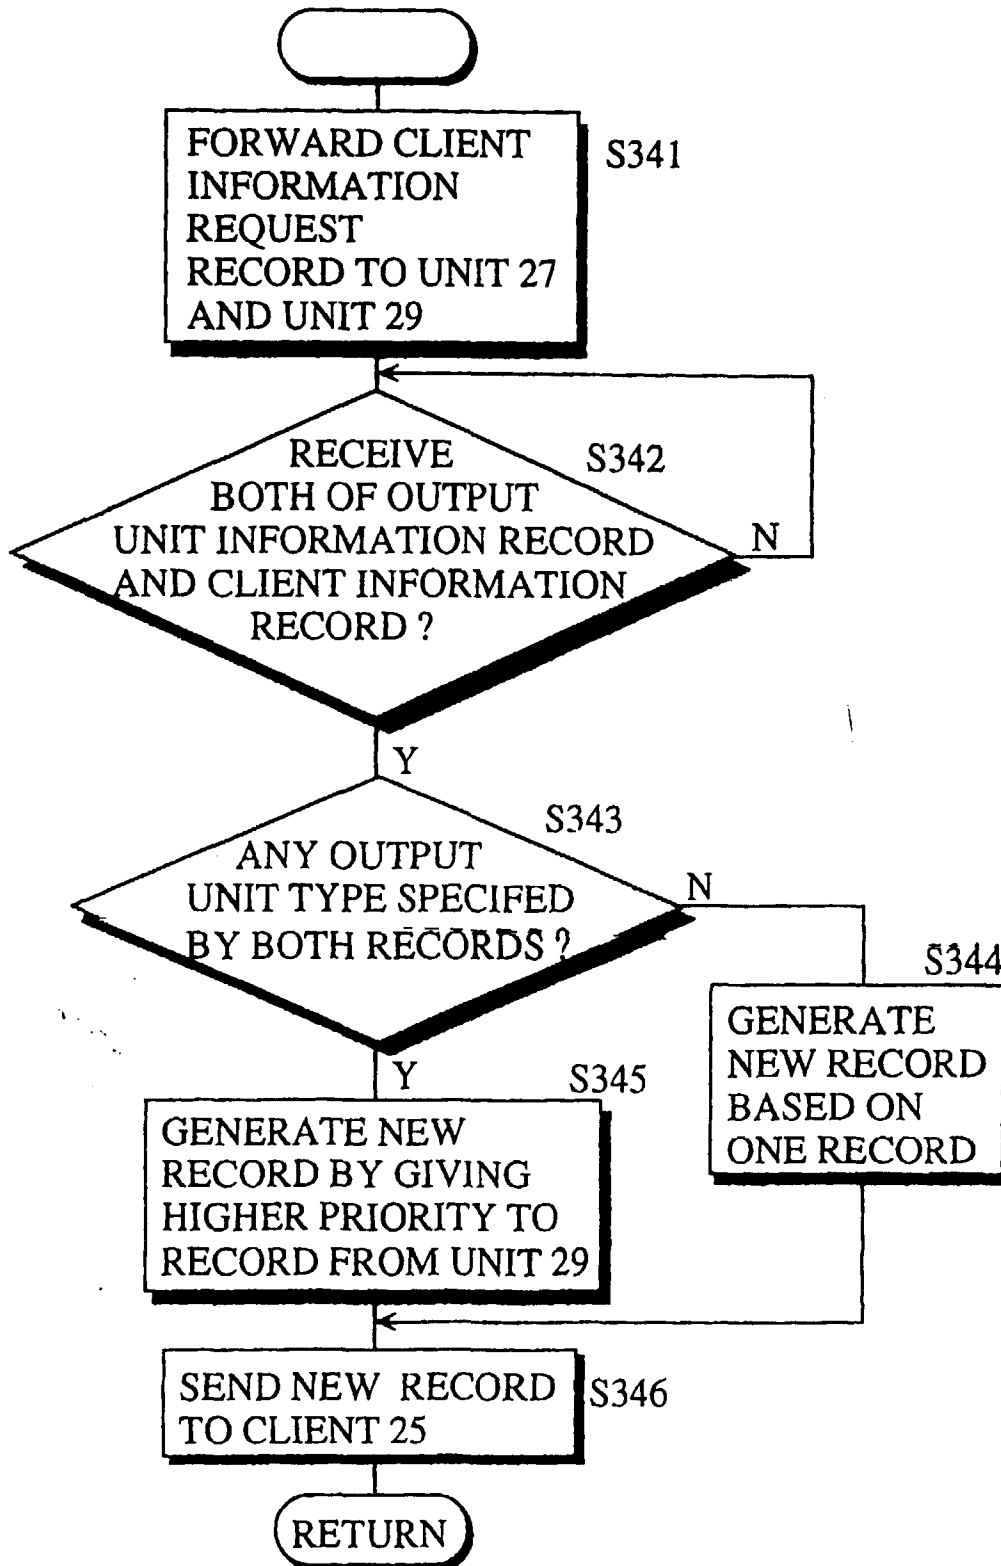 FORWARD CLIENT
INFORMATION
REQUEST
RECORD TO UNIT 27
AND UNIT 29
S341
RECEIVE
BOTH OF OUTPUT
UNIT INFORMATION RECORD
AND CLIENT INFORMATION
RECORD ?
S342
N
Y
ANY OUTPUT
UNIT TYPE SPECIFED
BY BOTH RECORDS ?
S343
N
Y
S344
GENERATE
NEW RECORD
BASED ON
ONE RECORD
S345
GENERATE NEW
RECORD BY GIVING
HIGHER PRIORITY TO
RECORD FROM UNIT 29
SEND NEW RECORD
TO CLIENT 25
S346
RETURN